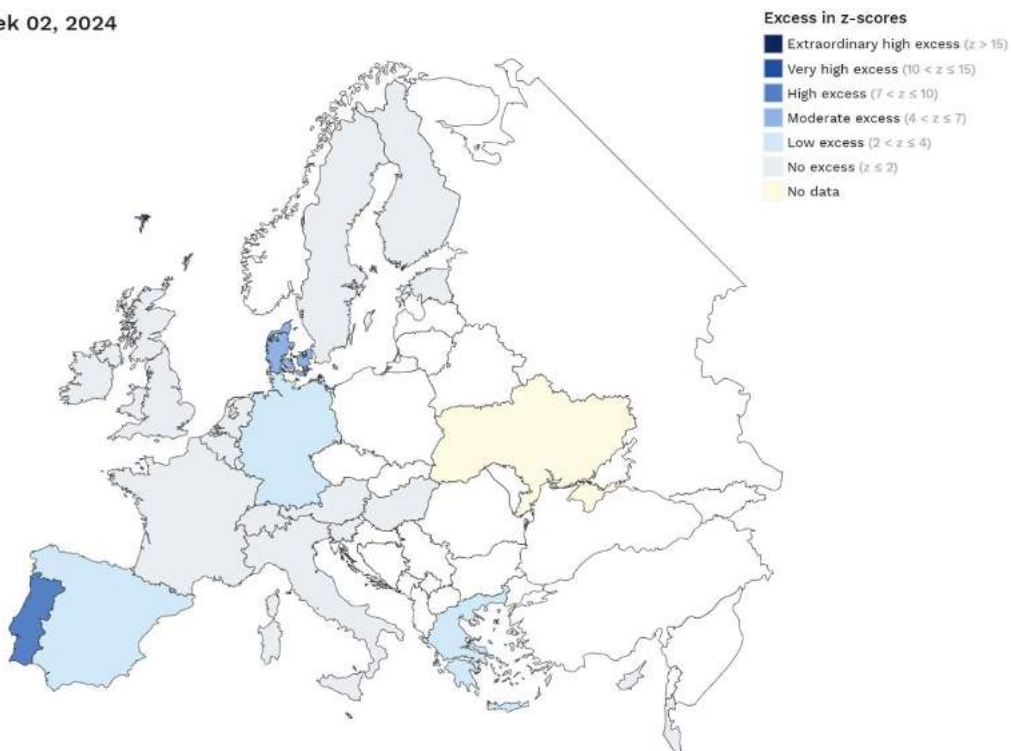 ek 02, 2024
Excess in z-scores
Extraordinary high excess (z > 15)
Very high excess (10 < z ≤ 15)
High excess (7 < z ≤ 10)
Moderate excess (4 < z ≤ 7)
Low excess (2 < z ≤ 4)
No excess (z ≤ 2)
No data